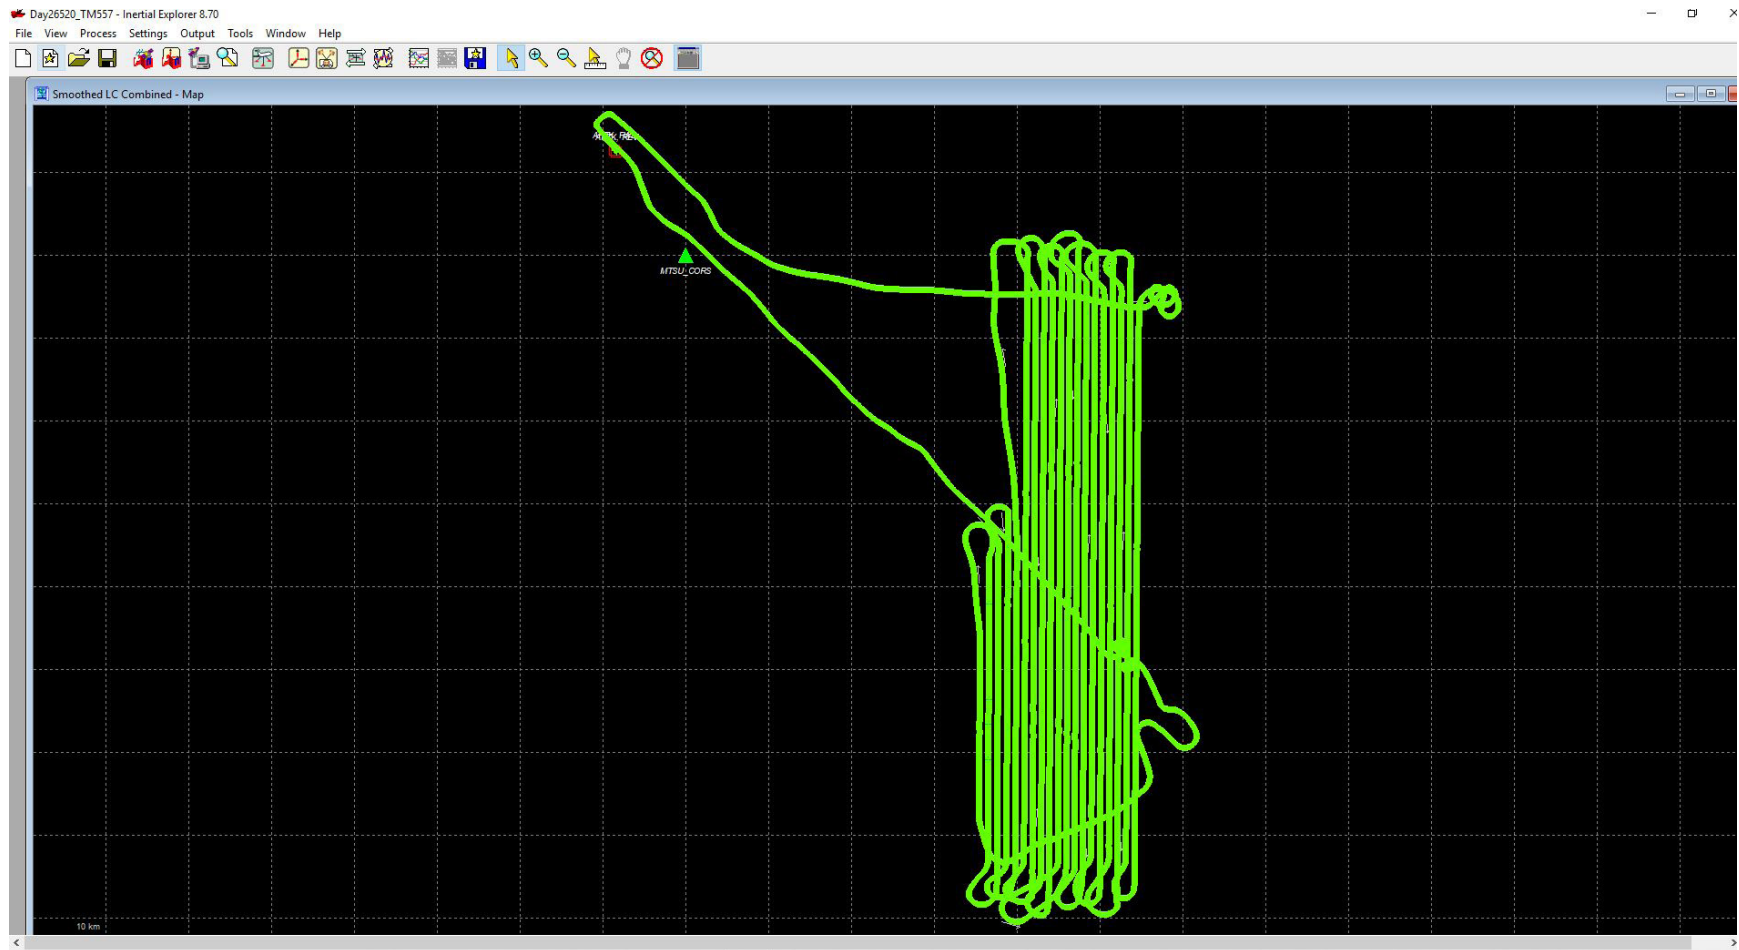 Day26520_TM557 - Inertial Explorer 8.70
File View Process Settings Output Tools Window Help
Smoothed LC Combined - Map
MTSU_CORS
10 km